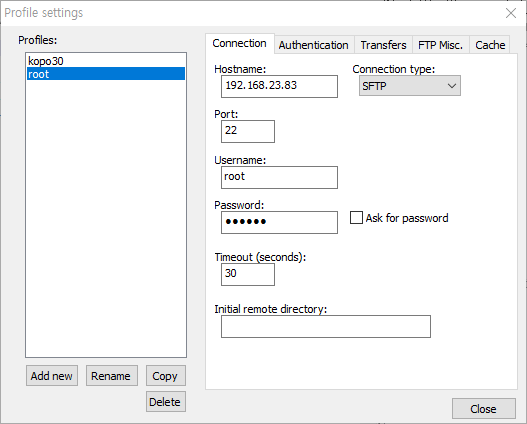 Profile settings
Profiles:
kopo30
root
Add new
Rename
Copy
Delete
Connection
Authentication
Transfers
FTP Misc.
Cache
Hostname:
192.168.23.83
Connection type:
SFTP
Port:
22
Username:
root
Password:
●●●●●●
Ask for password
Timeout (seconds):
30
Initial remote directory:
Close